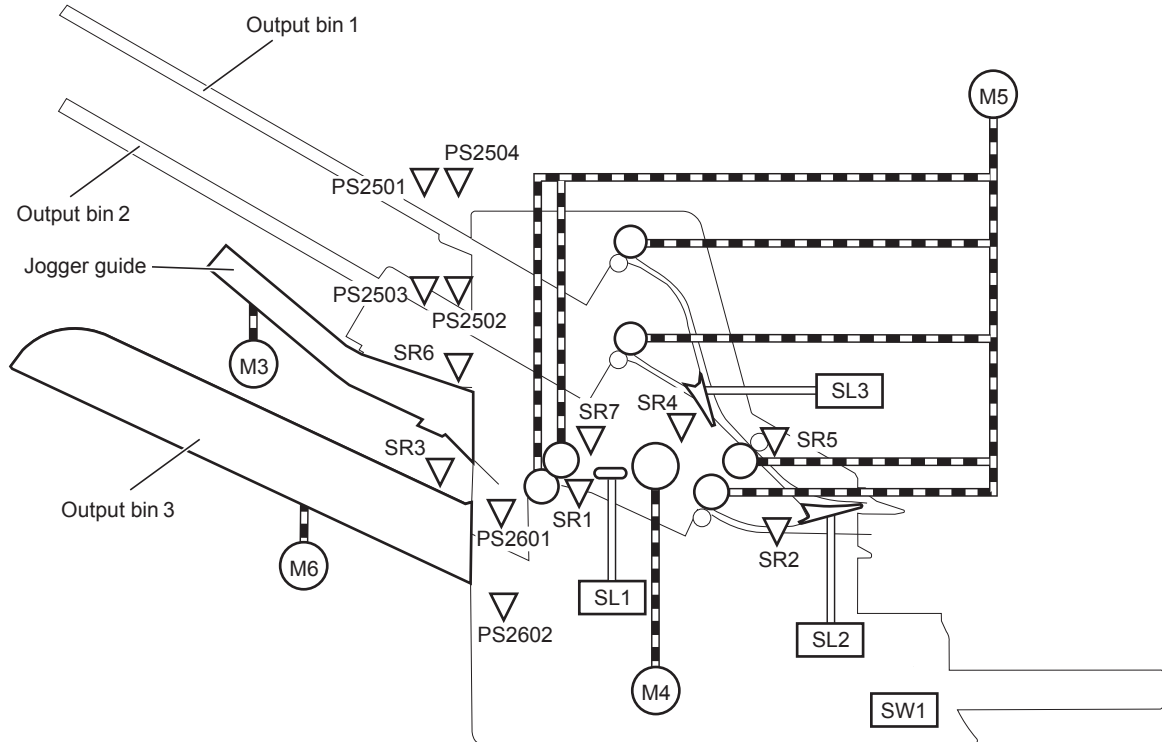 Output bin 1
M5
PS2504
PS2501
Output bin 2
Jogger guide
PS2503
PS2502
SR6
M3
SL3
SR4
SR7
SR5
SR3
Output bin 3
SR1
PS2601
SR2
M6
SL1
PS2602
SL2
M4
SW1